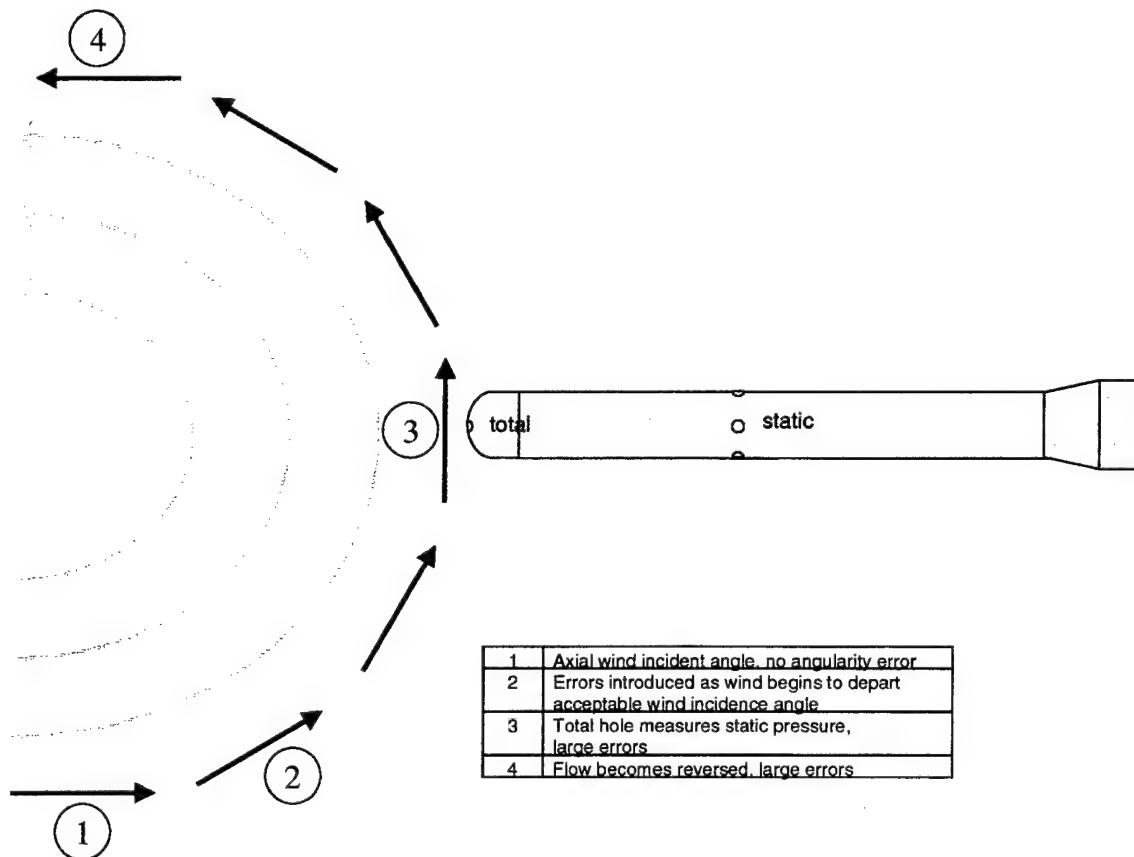 4
3
total
static
2
1
1 Axial wind incident angle, no angularity error
2 Errors introduced as wind begins to depart
acceptable wind incidence angle
3 Total hole measures static pressure,
large errors
4 Flow becomes reversed, large errors